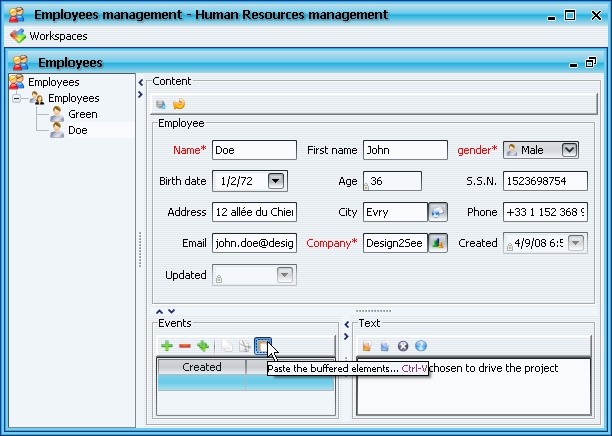 Employees management - Human Resources management
Workspaces
Employees
Employees
Employees
Green
Doe
Content
Employee
Name* Doe First name John gender* Male
Birth date 1/2/72 Age 36 S.S.N. 1523698754
Address 12 allée du Chier City Evry Phone +33 1 152 368 9
Email john.doe@desig Company* Design2See Created 4/9/08 6:5
Updated
Events Text
Created
Paste the buffered elements... Ctrl-V chosen to drive the project